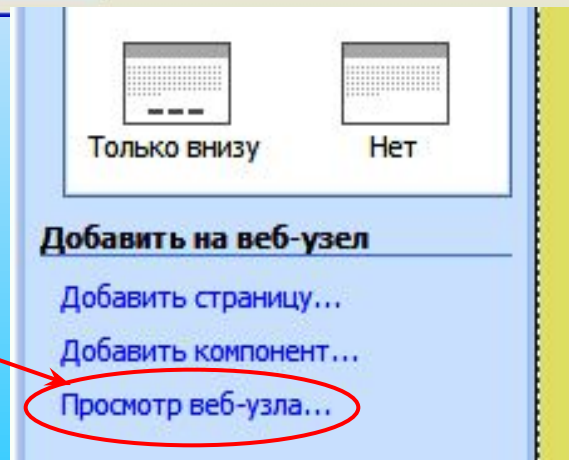 Только внизу Нет
Добавить на веб-узел
Добавить страницу...
Добавить компонент...
Просмотр веб-узла...